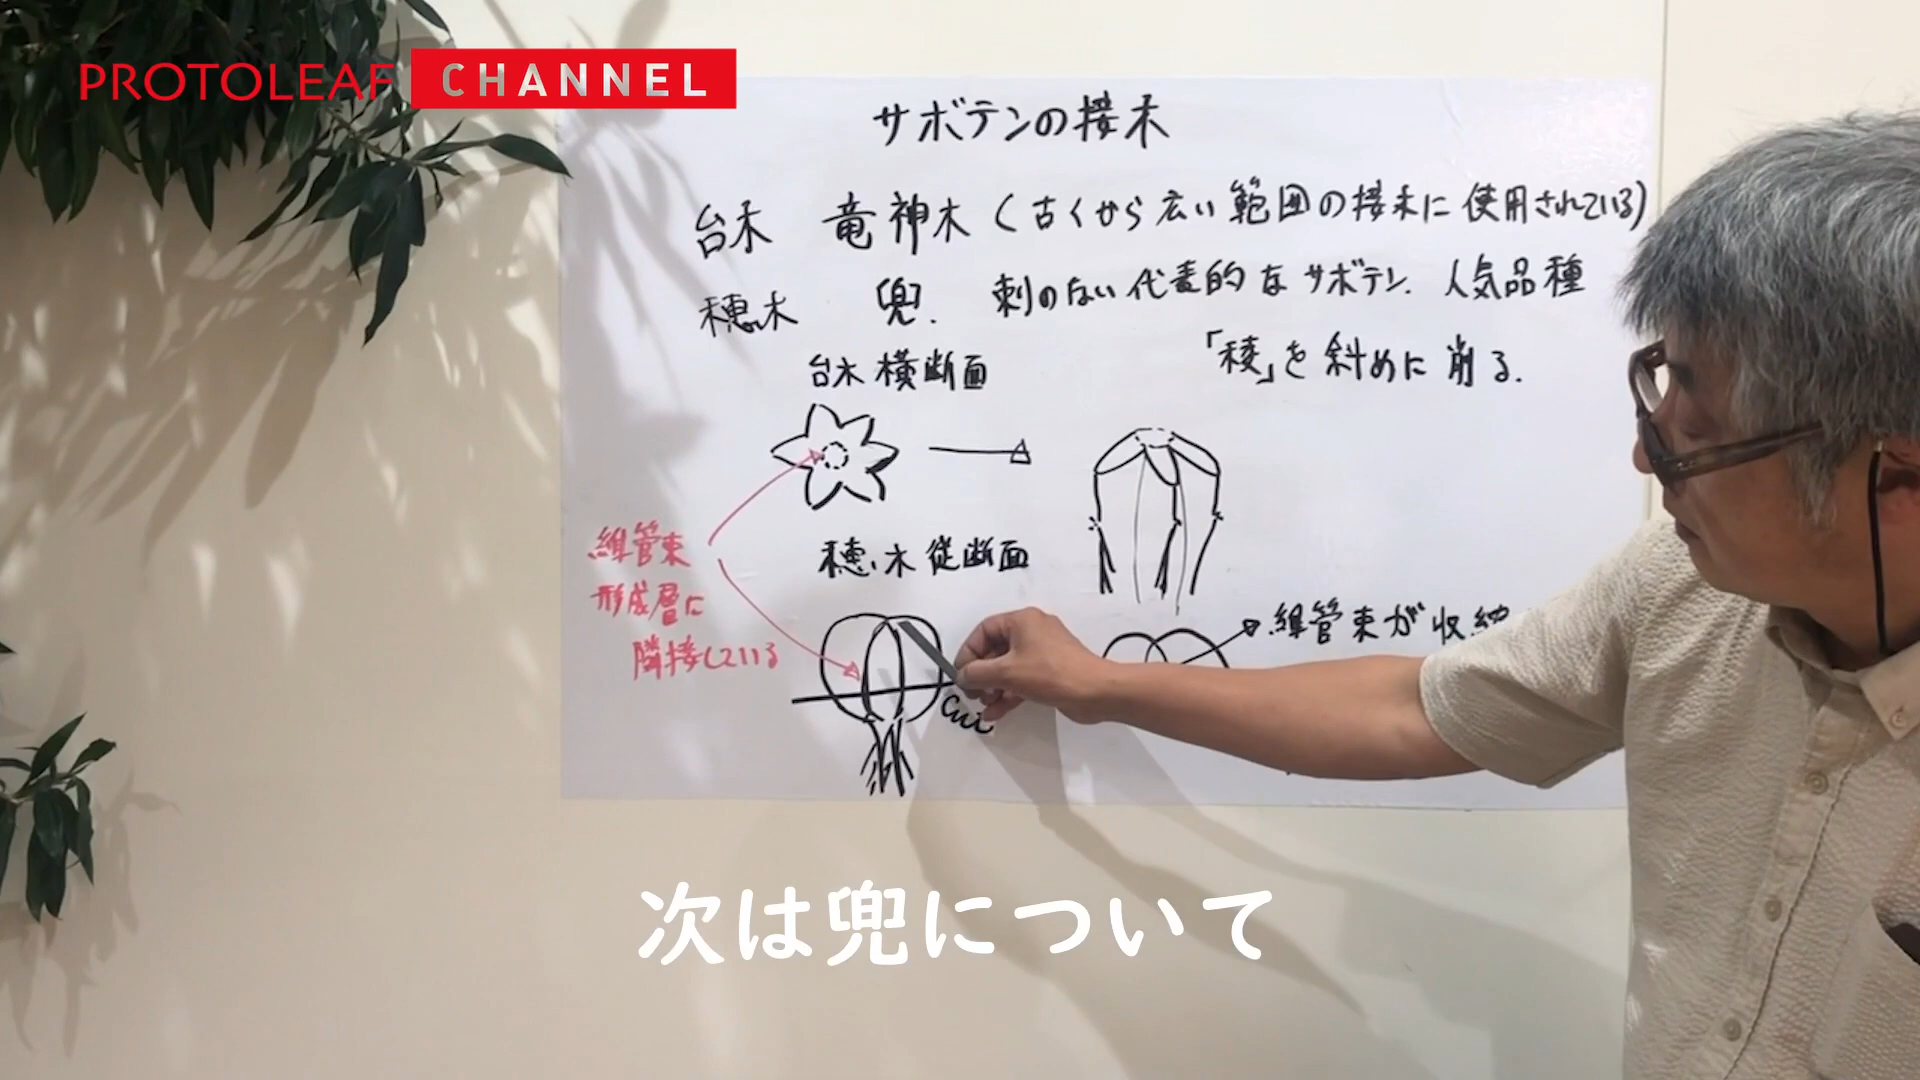 PROTOLEAF CHANNEL
サボテンの接木
台木 竜神木 (古くから広い範囲の接木に使用されている)
穂木 兜. 刺のない代表的なサボテン. 人気品種
「稜」を斜めに削る.
台木横断面
維管束
形成層に
隣接している
穂木従断面
維管束が収縮
Cut
次は兜について